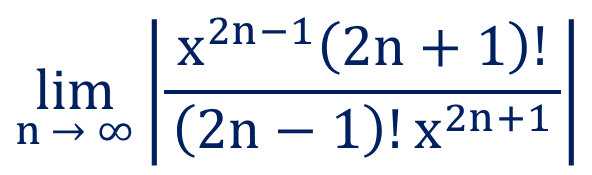 lim n → ∞ | x^{2n−1}(2n + 1)! / (2n − 1)! x^{2n+1} |